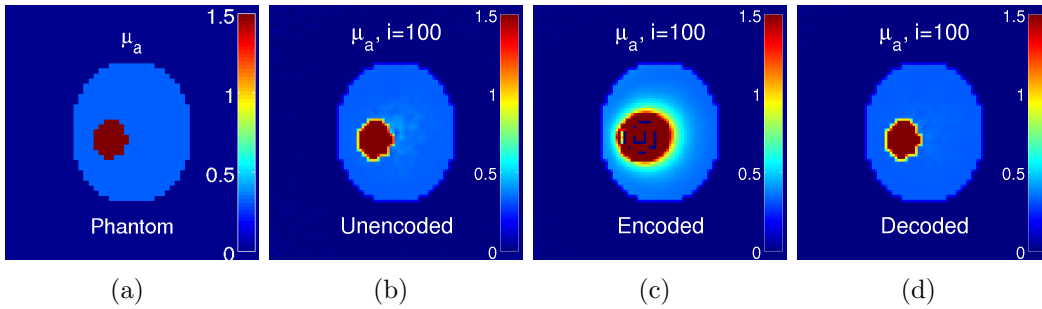 μa
1.5
1
0.5
0
Phantom
(a)
μa, i=100
1.5
1
0.5
0
Unencoded
(b)
μa, i=100
1.5
1
0.5
0
Encoded
(c)
μa, i=100
1.5
1
0.5
0
Decoded
(d)